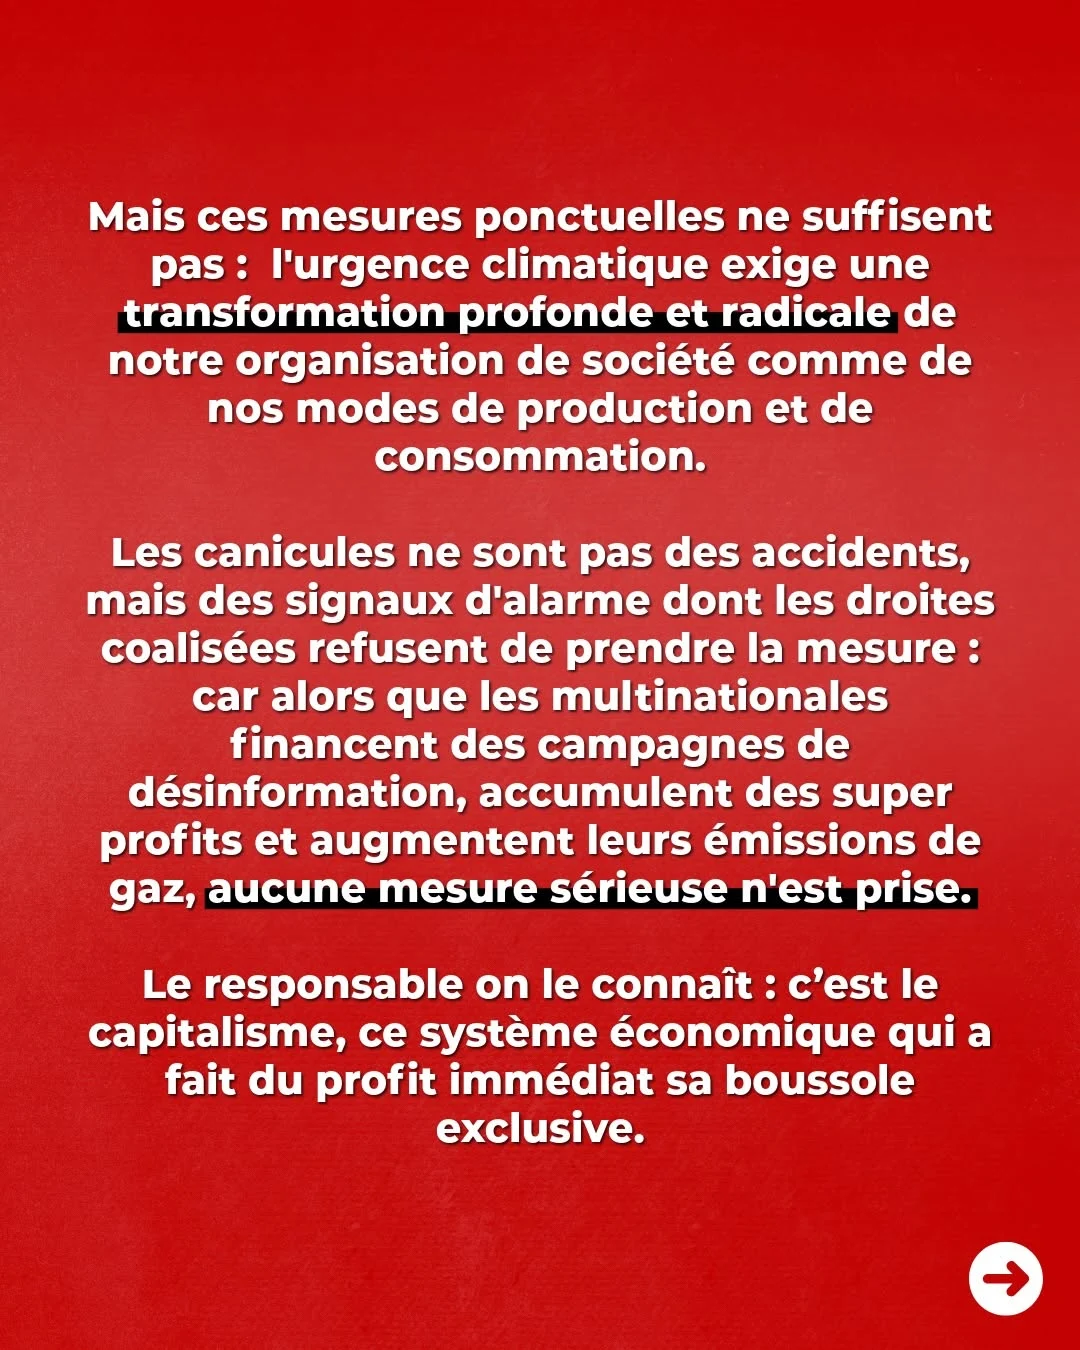 Mais ces mesures ponctuelles ne suffisent
pas :  l'urgence climatique exige une
transformation profonde et radicale de
notre organisation de société comme de
nos modes de production et de
consommation.
Les canicules ne sont pas des accidents,
mais des signaux d'alarme dont les droites
coalisées refusent de prendre la mesure :
car alors que les multinationales
financent des campagnes de
désinformation, accumulent des super
profits et augmentent leurs émissions de
gaz, aucune mesure sérieuse n'est prise.
Le responsable on le connaît : c’est le
capitalisme, ce système économique qui a
fait du profit immédiat sa boussole
exclusive.